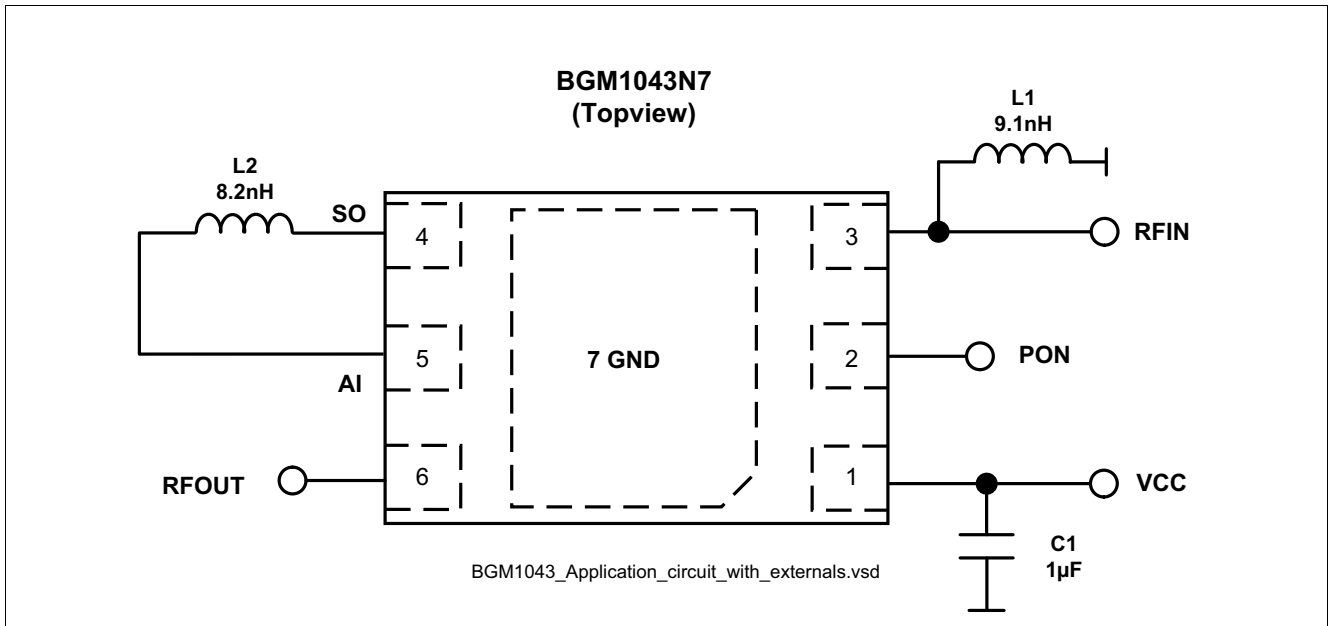 BGM1043N7
(Topview)
L1
9.1nH
L2
8.2nH
SO
4
3
RFIN
5
7 GND
2
PON
AI
RFOUT
6
1
VCC
C1
1µF
BGM1043_Application_circuit_with_externals.vsd